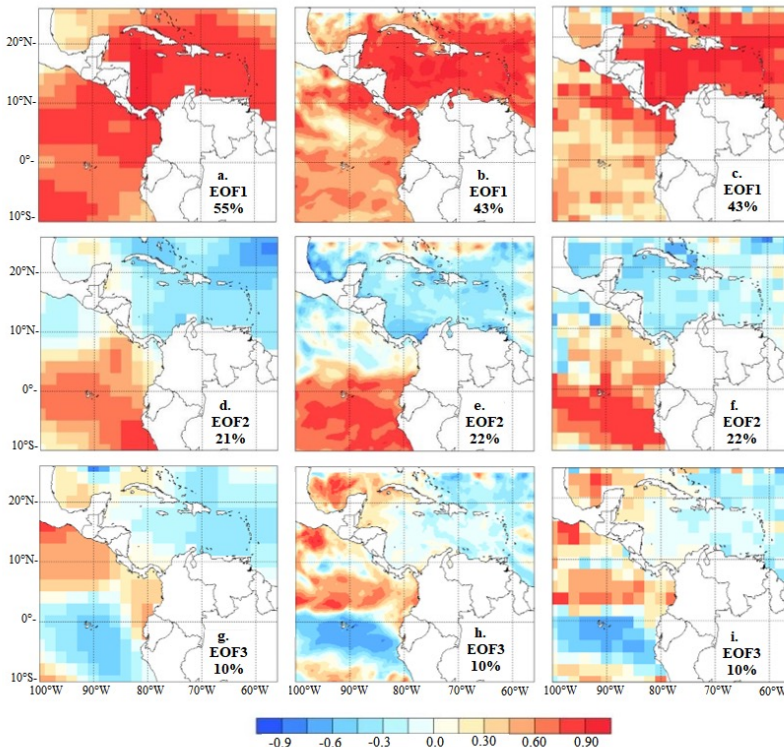 20°N-
10°N-
0°-
10°S-
a.
EOF1
55%
b.
EOF1
43%
c.
EOF1
43%
20°N-
10°N-
0°-
10°S-
d.
EOF2
21%
e.
EOF2
22%
f.
EOF2
22%
20°N-
10°N-
0°-
10°S-
g.
EOF3
10%
h.
EOF3
10%
i.
EOF3
10%
100°W 90°W 80°W 70°W 60°W 100°W 90°W 80°W 70°W 60°W 100°W 90°W 80°W 70°W 60°W
-0.9 -0.6 -0.3 0.0 0.30 0.60 0.90